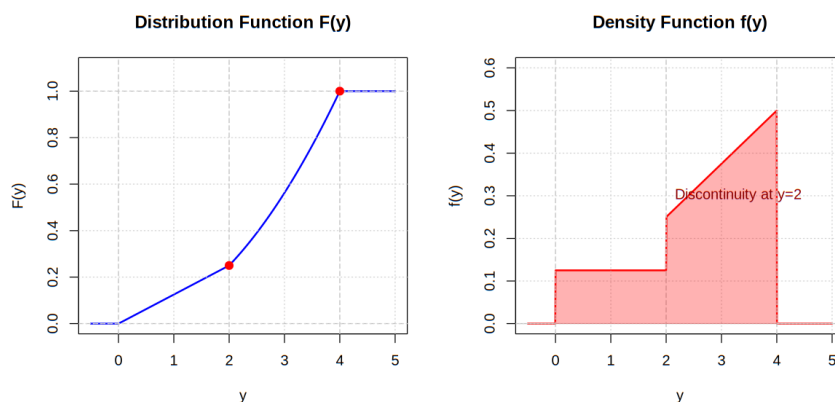 Distribution Function F(y)
F(y)
1.0
0.8
0.6
0.4
0.2
0.0
0 1 2 3 4 5
y
Density Function f(y)
f(y)
0.6
0.5
0.4
0.3
0.2
0.1
0.0
Discontinuity at y=2
0 1 2 3 4 5
y